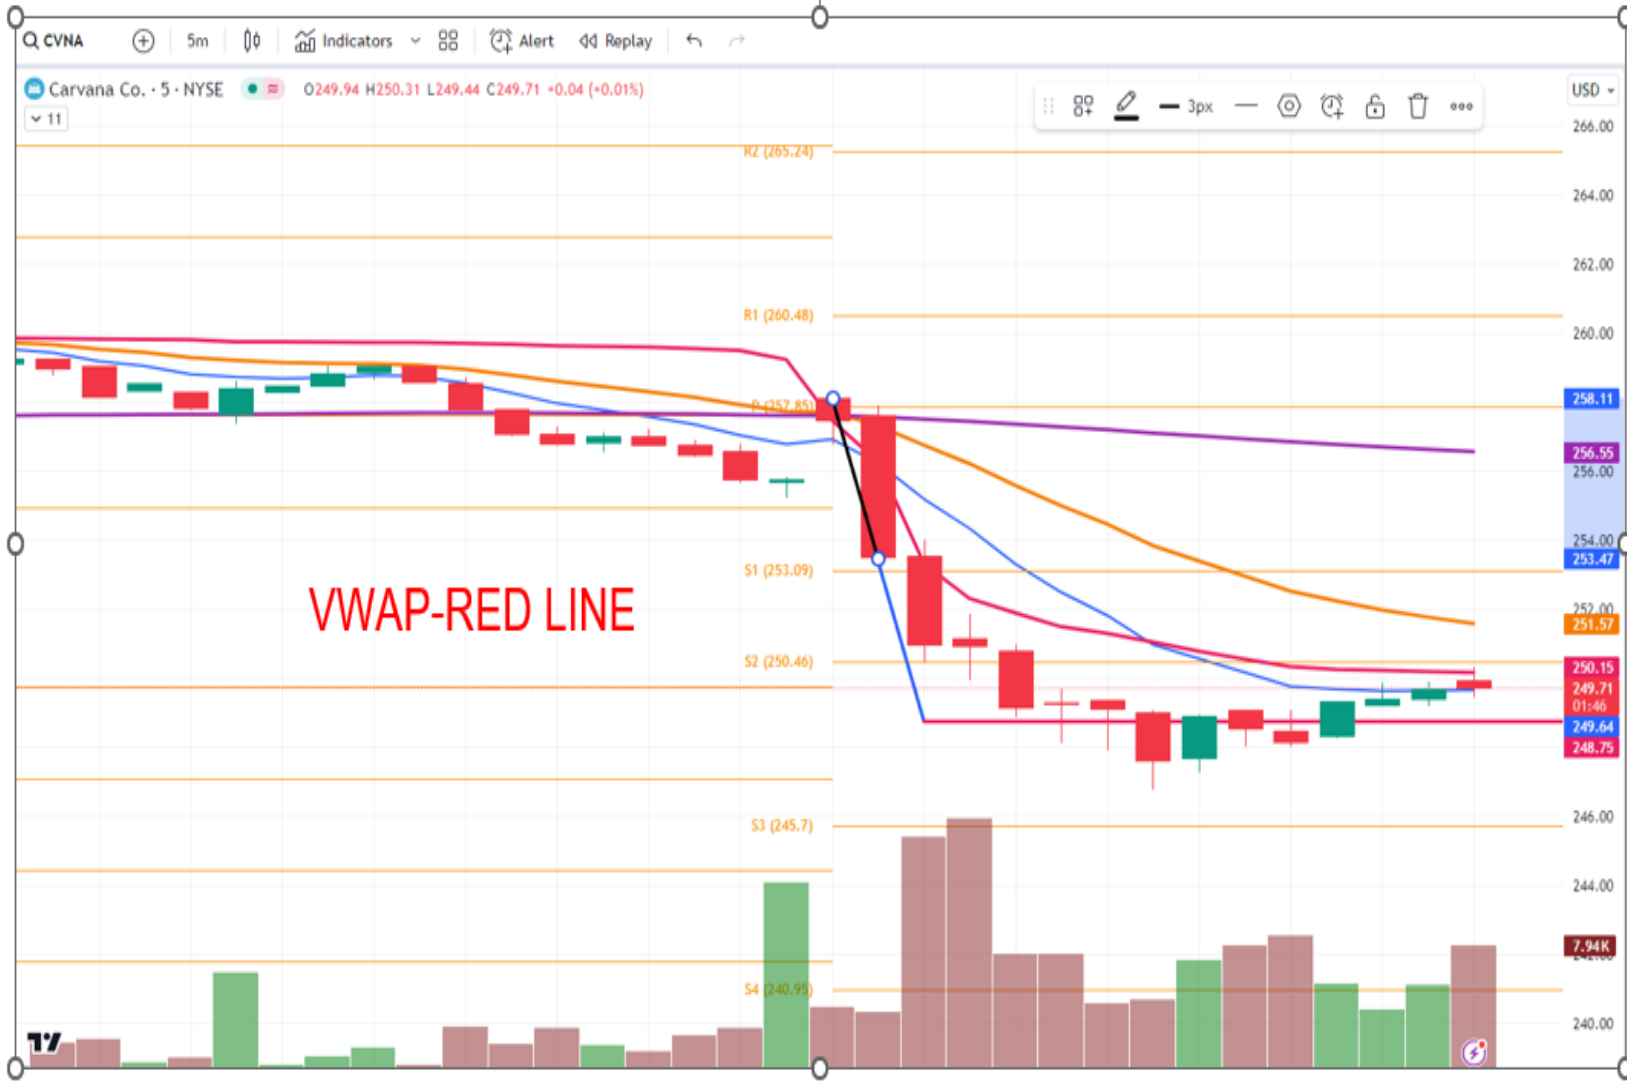 CVNA 5m Indicators Alert Replay
Carvana Co. · 5 · NYSE O249.94 H250.31 L249.44 C249.71 +0.04 (+0.01%) USD
11 3px
266.00
R2 (265.24)
264.00
262.00
R1 (260.48)
260.00
258.11
P (257.85)
256.55
256.00
254.00
253.47
S1 (253.09)
VWAP-RED LINE
252.00
251.57
S2 (250.46)
250.15
249.71
01:46
249.64
248.75
246.00
S3 (245.7)
244.00
7.94K
242.00
S4 (240.95)
240.00